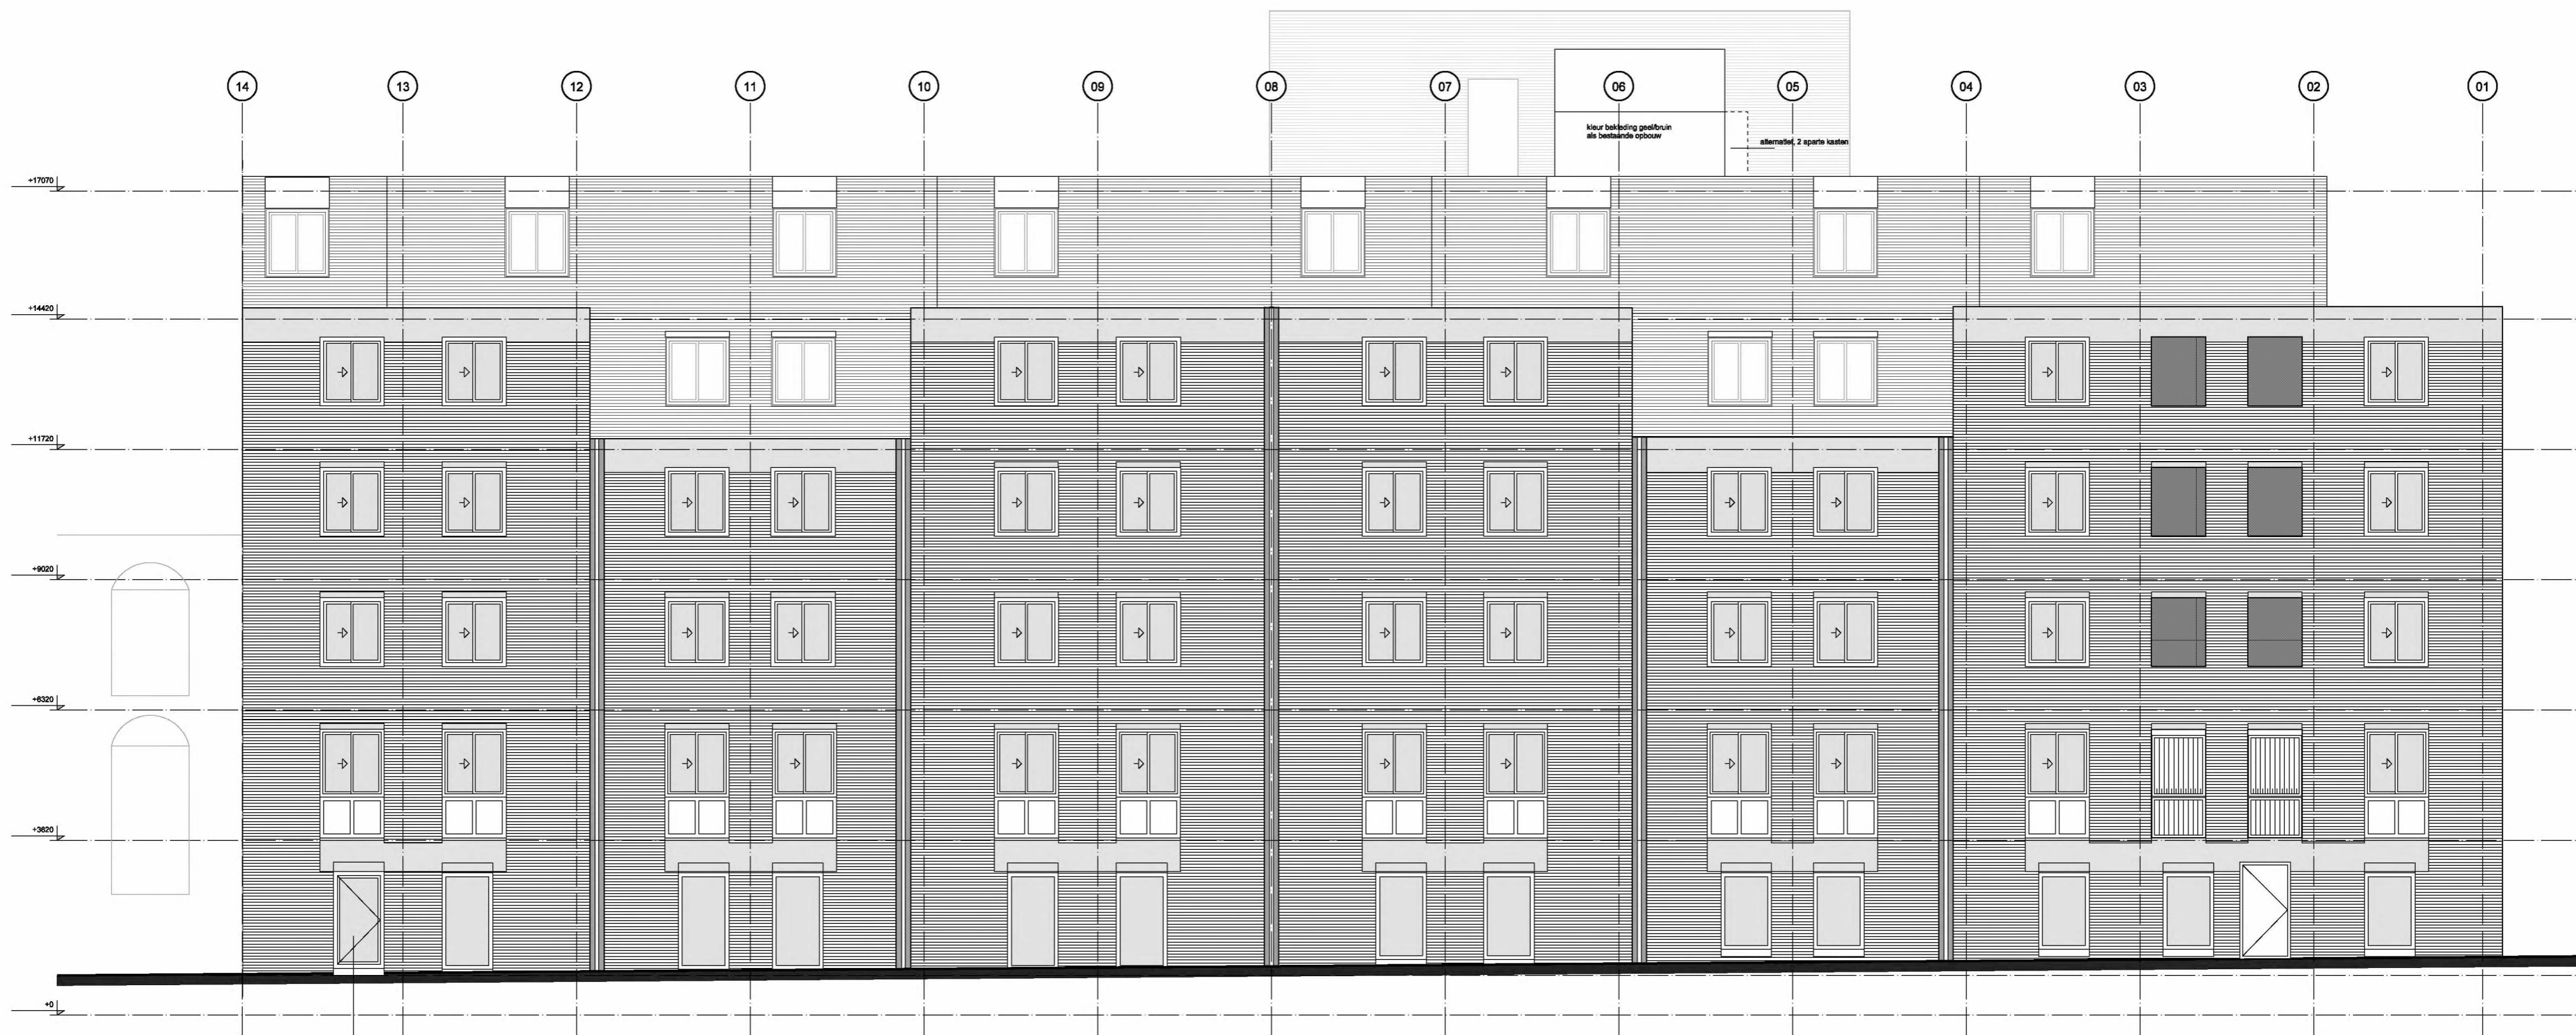 14 13 12 11 10 09 08 07 06 05 04 03 02 01
kleur bekleding geel/bruin
als bestaande opbouw
alternatief, 2 aparte kasten
+17070
+14420
+11720
+9020
+6320
+3620
+0